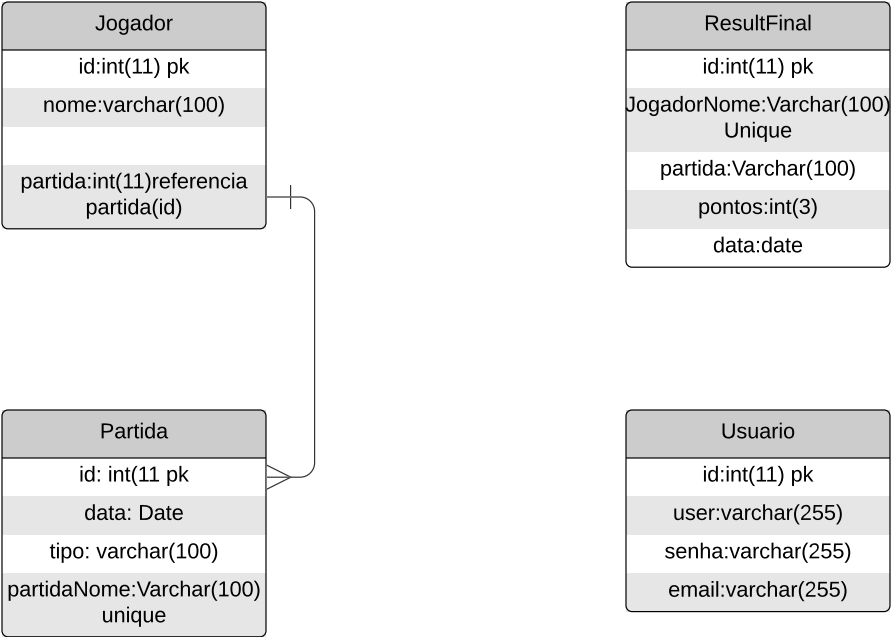 Jogador
id:int(11) pk
nome:varchar(100)
partida:int(11)referencia
partida(id)
ResultFinal
id:int(11) pk
JogadorNome:Varchar(100)
Unique
partida:Varchar(100)
pontos:int(3)
data:date
Partida
id: int(11 pk
data: Date
tipo: varchar(100)
partidaNome:Varchar(100)
unique
Usuario
id:int(11) pk
user:varchar(255)
senha:varchar(255)
email:varchar(255)